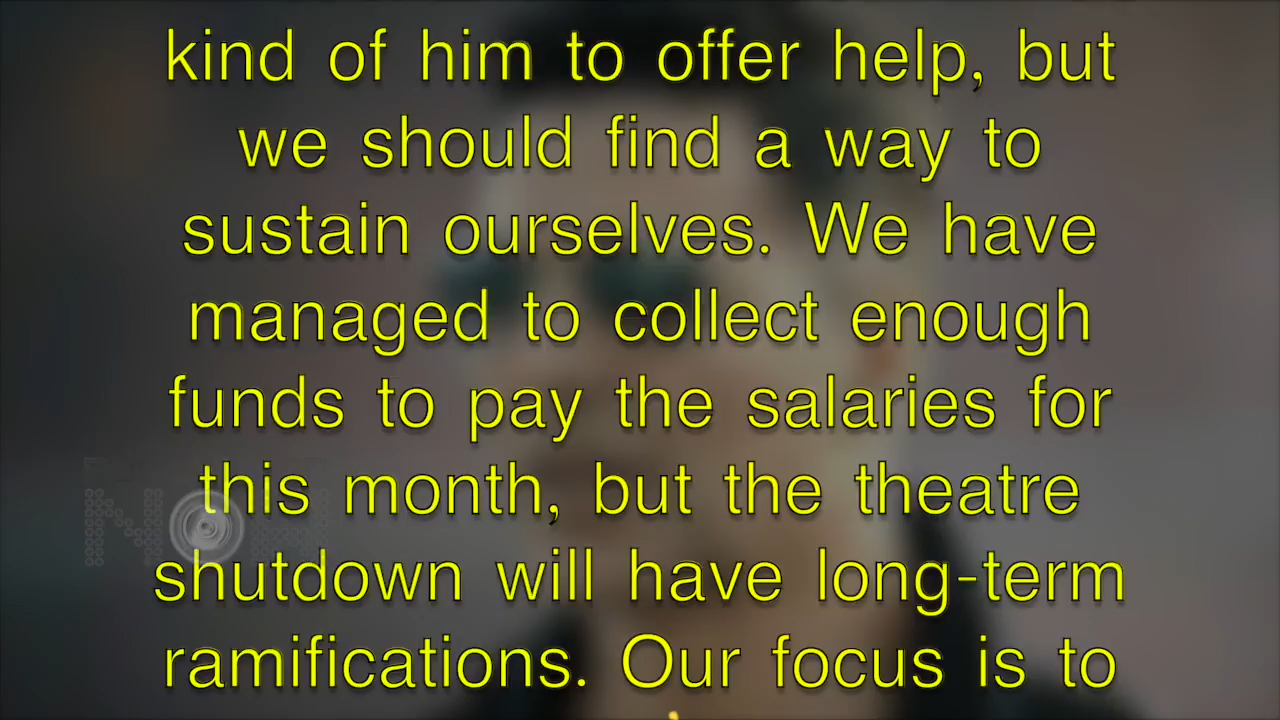 kind of him to offer help, but
we should find a way to
sustain ourselves. We have
managed to collect enough
funds to pay the salaries for
this month, but the theatre
shutdown will have long-term
ramifications. Our focus is to